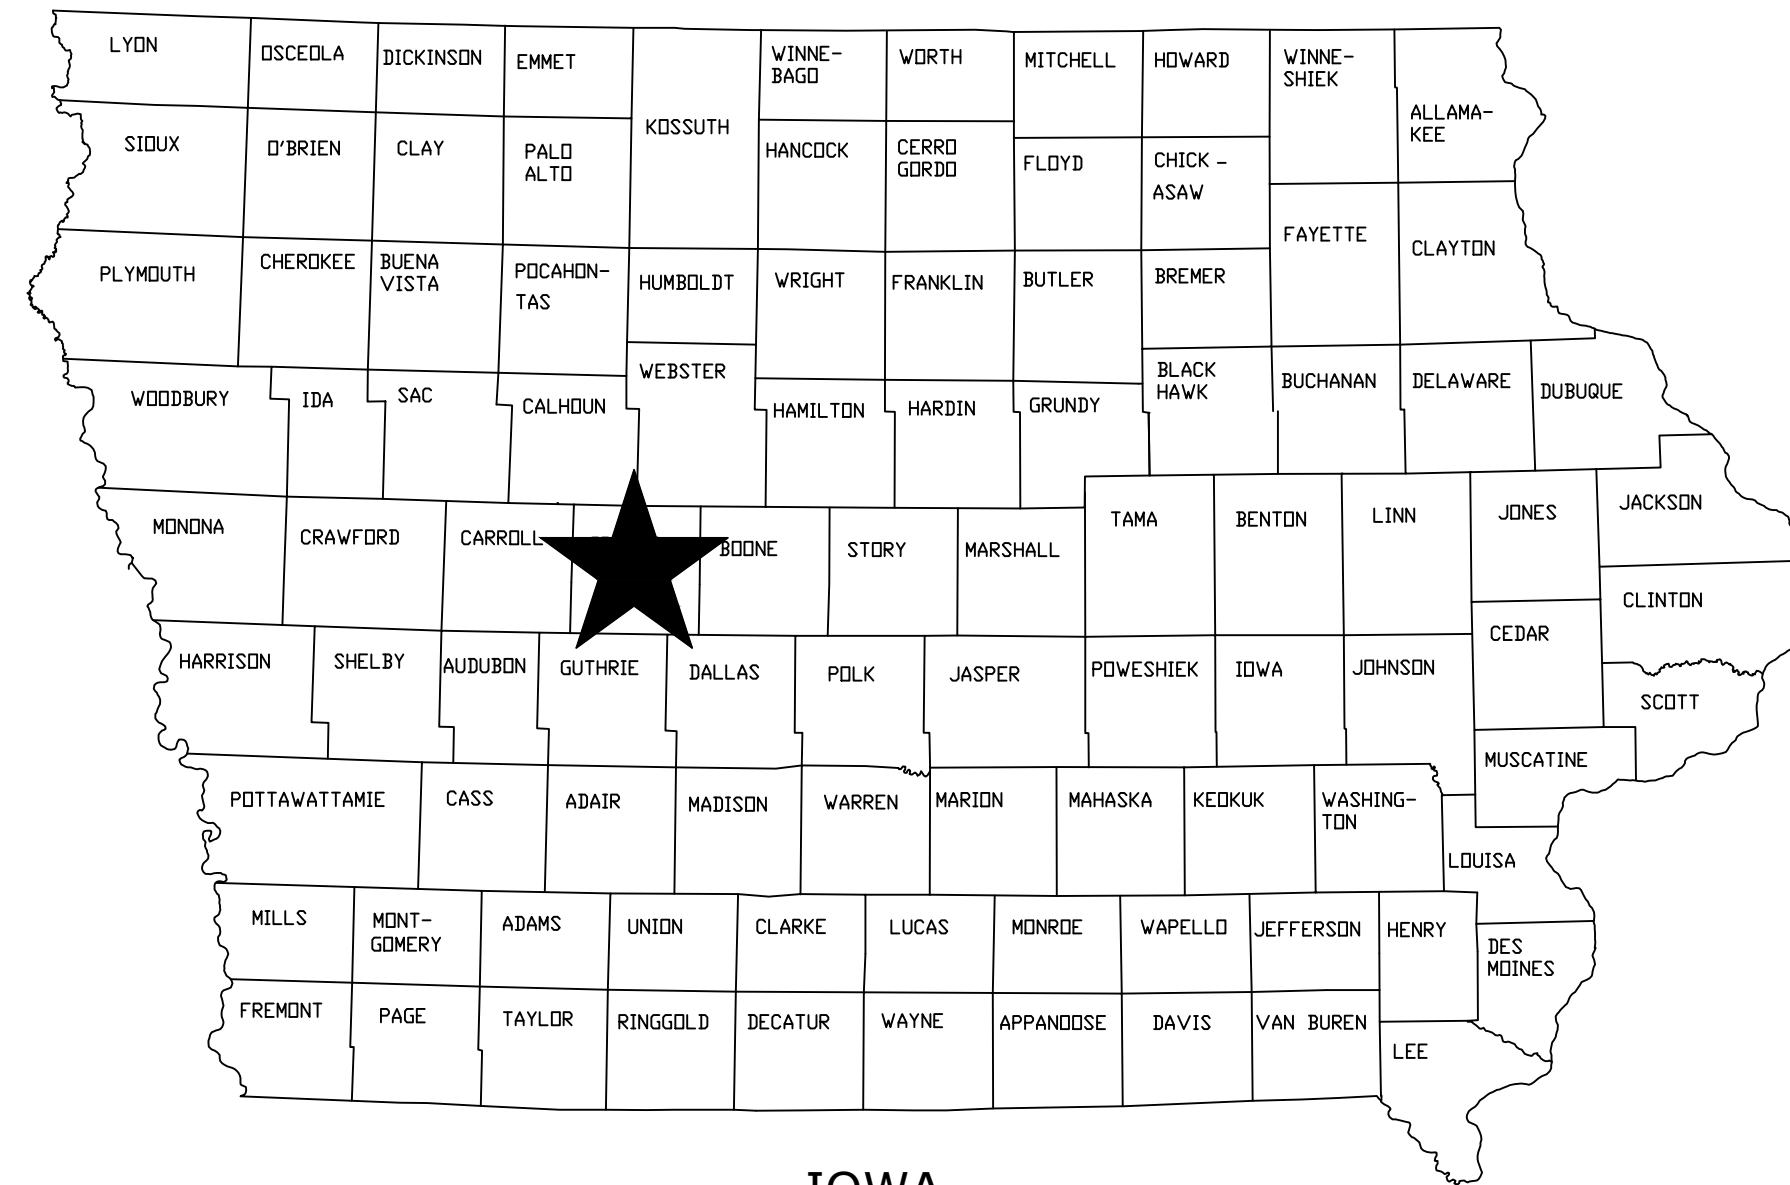 LYON
OSCEOLA
DICKINSON
EMMET
KOSSUTH
WINNE-
BAGO
WORTH
MITCHELL
HOWARD
WINNE-
SHIEK
ALLAMA-
KEE
SIOUX
O'BRIEN
CLAY
PALO
ALTO
HANCOCK
CERRO
GORDO
FLOYD
CHICK -
ASAW
FAYETTE
CLAYTON
PLYMOUTH
CHEROKEE
BUENA
VISTA
POCAHON-
TAS
HUMBOLDT
WRIGHT
FRANKLIN
BUTLER
BREMER
WOODBURY
IDA
SAC
CALHOUN
WEBSTER
HAMILTON
HARDIN
GRUNDY
BLACK
HAWK
BUCHANAN
DELAWARE
DUBUQUE
MONONA
CRAWFORD
CARROLL
BOONE
STORY
MARSHALL
TAMA
BENTON
LINN
JONES
JACKSON
CLINTON
CEDAR
HARRISON
SHELBY
AUDUBON
GUTHRIE
DALLAS
POLK
JASPER
POWESHIEK
IOWA
JOHNSON
SCOTT
MUSCATINE
POTTAWATTAMIE
CASS
ADAIR
MADISON
WARREN
MARION
MAHASKA
KEOKUK
WASHING-
TON
LOUISA
MILLS
MONT-
GOMERY
ADAMS
UNION
CLARKE
LUCAS
MONROE
WAPELLO
JEFFERSON
HENRY
DES
MOINES
FREMONT
PAGE
TAYLOR
RINGGOLD
DECATUR
WAYNE
APPANOOSE
DAVIS
VAN BUREN
LEE
IOWA